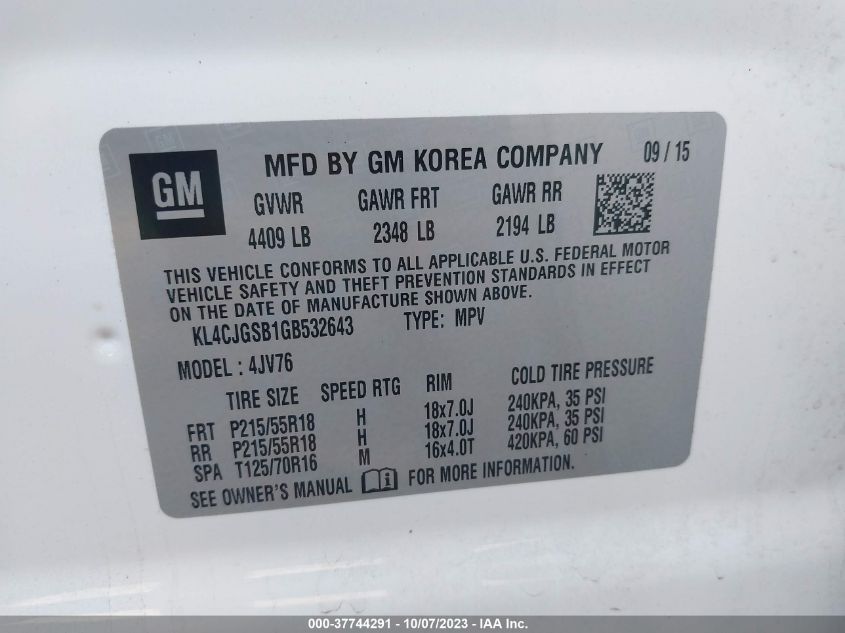 GM
MFD BY GM KOREA COMPANY 09 / 15
GVWR GAWR FRT GAWR RR
4409 LB 2348 LB 2194 LB
THIS VEHICLE CONFORMS TO ALL APPLICABLE U.S. FEDERAL MOTOR
VEHICLE SAFETY AND THEFT PREVENTION STANDARDS IN EFFECT
ON THE DATE OF MANUFACTURE SHOWN ABOVE.
KL4CJGSB1GB532643 TYPE: MPV
MODEL : 4JV76
TIRE SIZE SPEED RTG RIM COLD TIRE PRESSURE
FRT P215/55R18 H 18x7.0J 240KPA, 35 PSI
RR P215/55R18 H 18x7.0J 240KPA, 35 PSI
SPA T125/70R16 M 16x4.0T 420KPA, 60 PSI
SEE OWNER'S MANUAL FOR MORE INFORMATION.
000-37744291 - 10/07/2023 - IAA Inc.